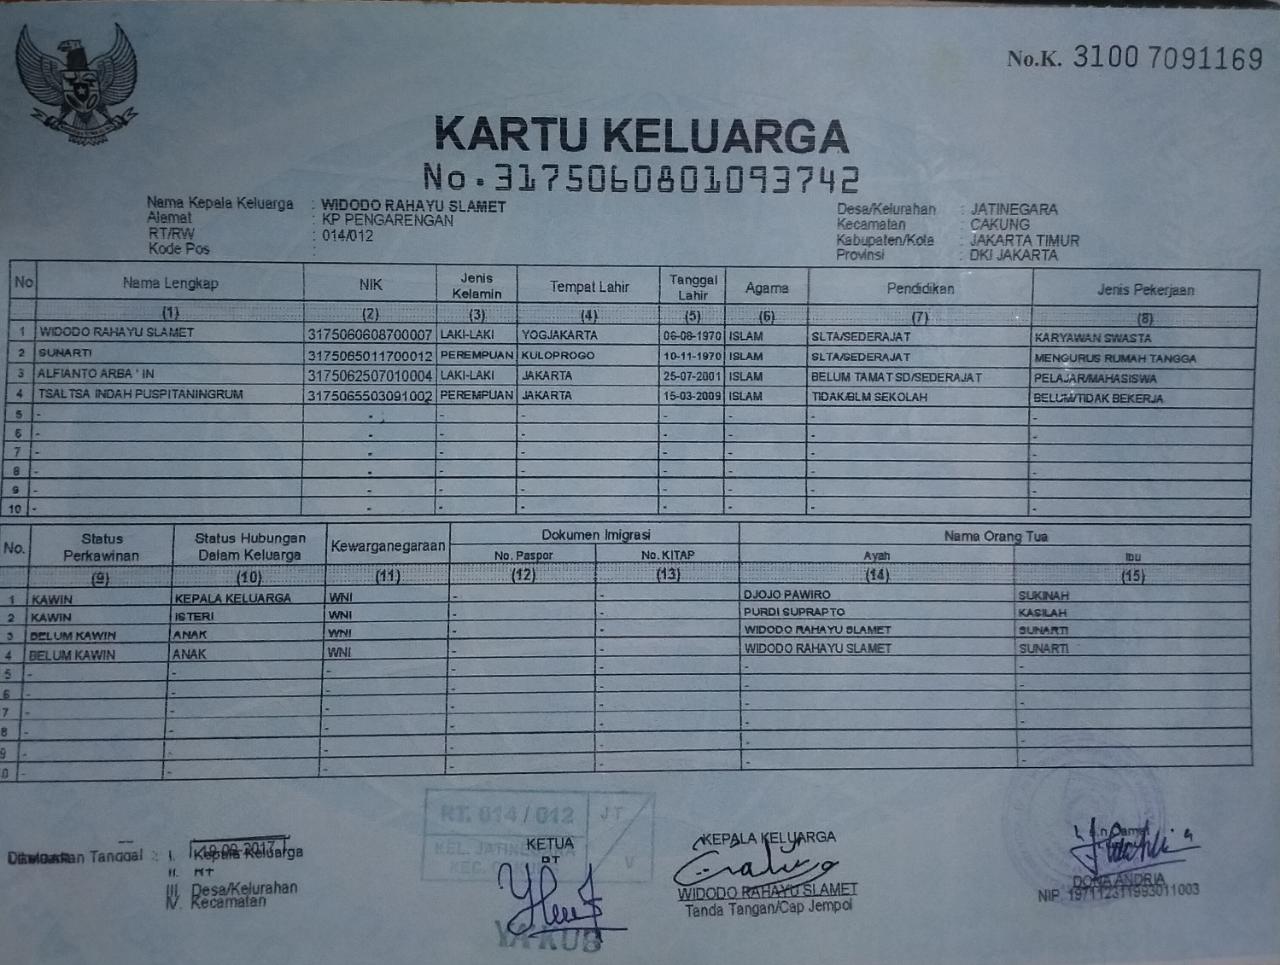 No.K. 3100 7091169
KARTU KELUARGA
No. 3175060801093742
Nama Kepala Keluarga : WIDODO RAHAYU SLAMET
Alamat : KP PENGARENGAN
RT/RW : 014/012
Kode Pos :
Desa/Kelurahan : JATINEGARA
Kecamatan : CAKUNG
Kabupaten/Kota : JAKARTA TIMUR
Provinsi : DKI JAKARTA
No Nama Lengkap NIK Jenis Kelamin Tempat Lahir Tanggal Lahir Agama Pendidikan Jenis Pekerjaan
(1) (2) (3) (4) (5) (6) (7) (8)
1 WIDODO RAHAYU SLAMET 3175060608700007 LAKI-LAKI YOGJAKARTA 06-08-1970 ISLAM SLTA/SEDERAJAT KARYAWAN SWASTA
2 SUNARTI 3175065011700012 PEREMPUAN KULOPROGO 10-11-1970 ISLAM SLTA/SEDERAJAT MENGURUS RUMAH TANGGA
3 ALFIANTO ARBA ' IN 3175062507010004 LAKI-LAKI JAKARTA 25-07-2001 ISLAM BELUM TAMAT SD/SEDERAJAT PELAJAR/MAHASISWA
4 TSALTSA INDAH PUSPITANINGRUM 3175065503091002 PEREMPUAN JAKARTA 15-03-2009 ISLAM TIDAK/BLM SEKOLAH BELUM/TIDAK BEKERJA
5 - - - - - - - -
6 - - - - - - - -
7 - - - - - - - -
8 - - - - - - - -
9 - - - - - - - -
10 - - - - - - - -
No. Status Perkawinan Status Hubungan Dalam Keluarga Kewarganegaraan Dokumen Imigrasi Nama Orang Tua
No. Paspor No. KITAP Ayah Ibu
(9) (10) (11) (12) (13) (14) (15)
1 KAWIN KEPALA KELUARGA WNI - - DJOJO PAWIRO SUKINAH
2 KAWIN ISTERI WNI - - PURDI SUPRAPTO KASILAH
3 BELUM KAWIN ANAK WNI - - WIDODO RAHAYU SLAMET SUNARTI
4 BELUM KAWIN ANAK WNI - - WIDODO RAHAYU SLAMET SUNARTI
5 - - - - - - -
6 - - - - - - -
7 - - - - - - -
8 - - - - - - -
9 - - - - - - -
0 - - - - - - -
Tanggal : I. Kepala Keluarga
II. RT
III. Desa/Kelurahan
IV. Kecamatan
RT. 014 / 012 JT
KEL. JATINEGARA
KEC. V
KETUA
RT
YAKUB
KEPALA KELUARGA
WIDODO RAHAYU SLAMET
Tanda Tangan/Cap Jempol
a.n Camat
DONA ANDRIA
NIP. 197112311993011003